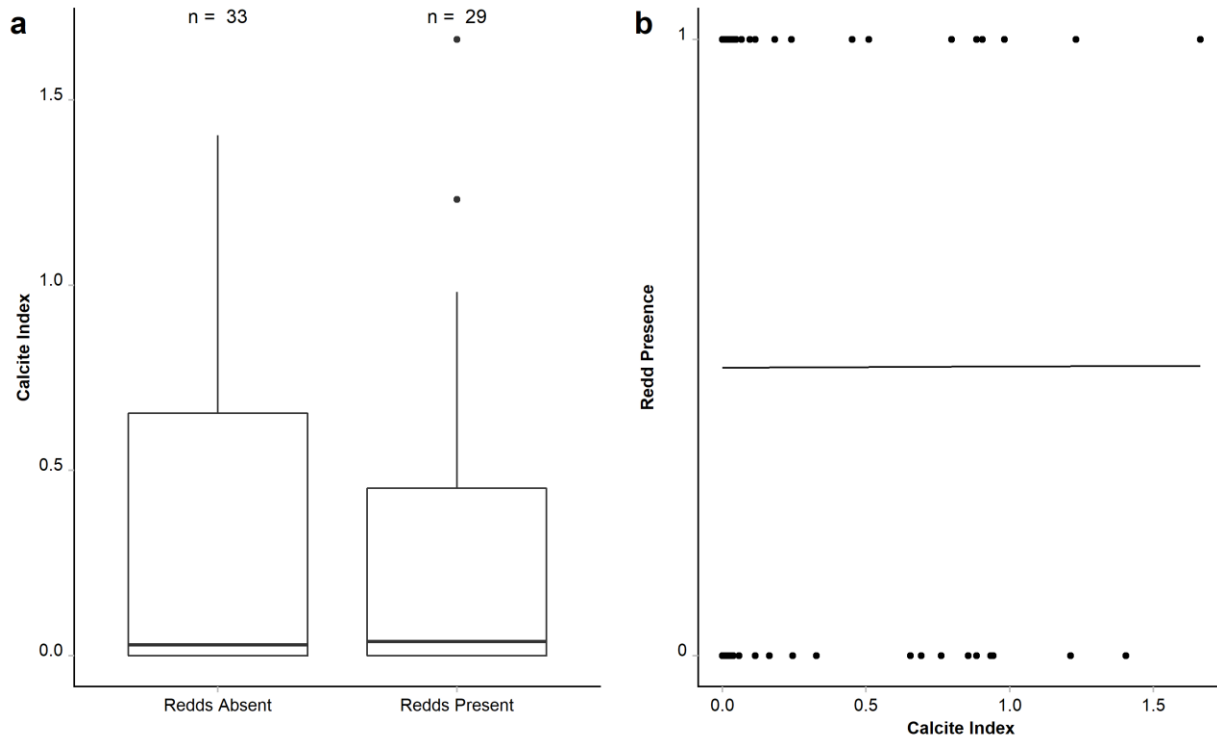 a
n = 33
n = 29
1.5
1.0
0.5
0.0
Calcite Index
Redds Absent
Redds Present
b
1
0
Redd Presence
0.0
0.5
1.0
1.5
Calcite Index